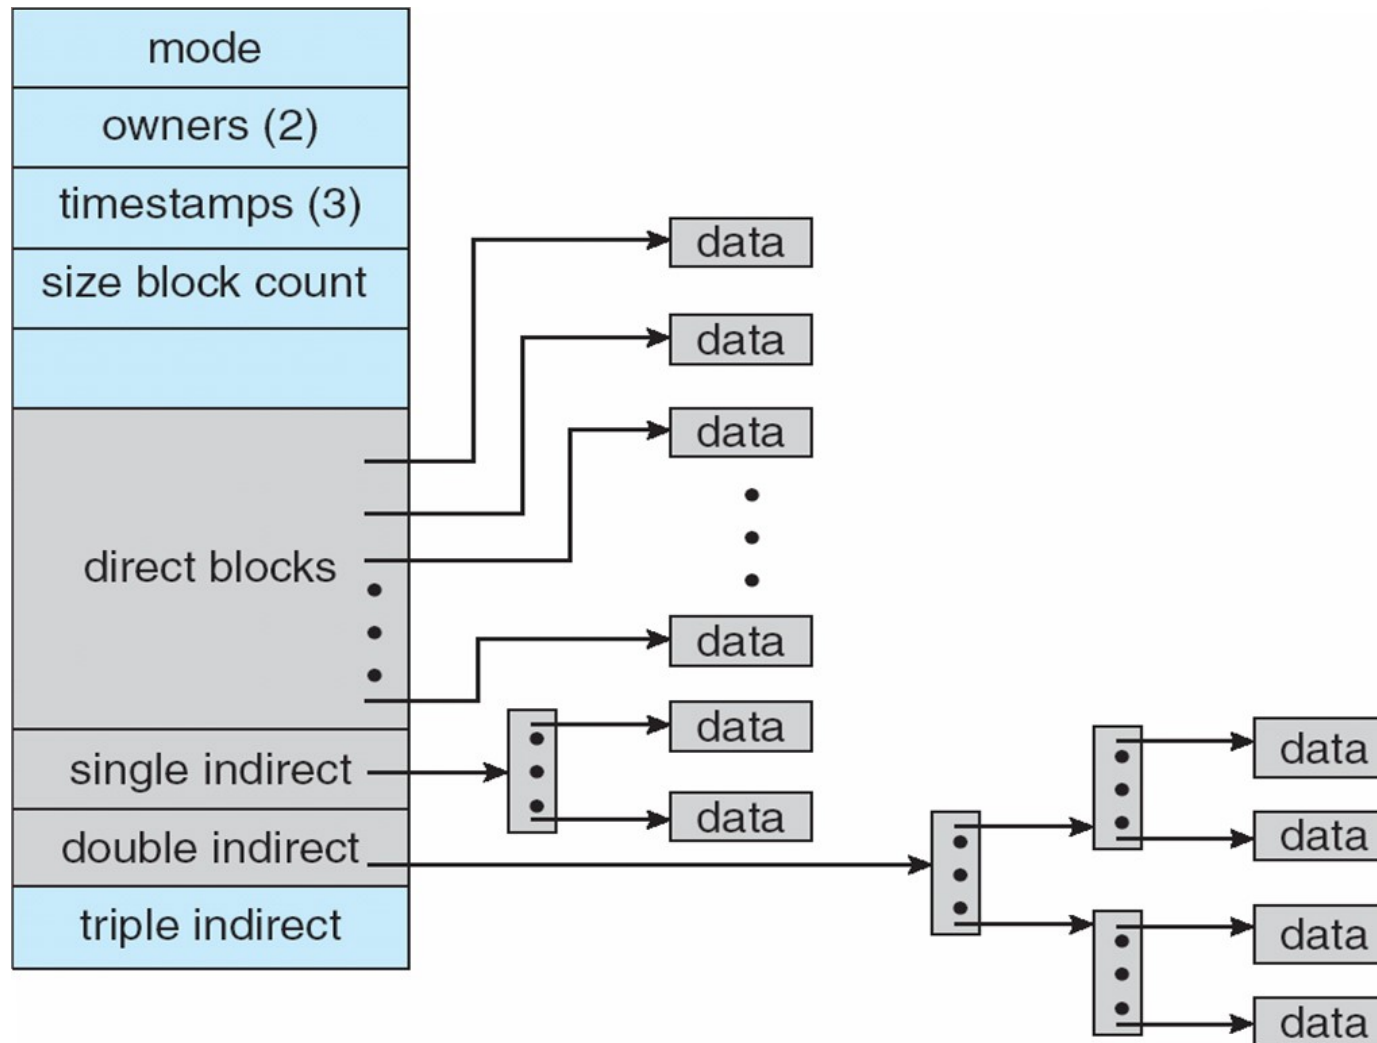 mode
owners (2)
timestamps (3)
size block count
direct blocks
single indirect
double indirect
triple indirect
data
data
data
data
data
data
data
data
data
data